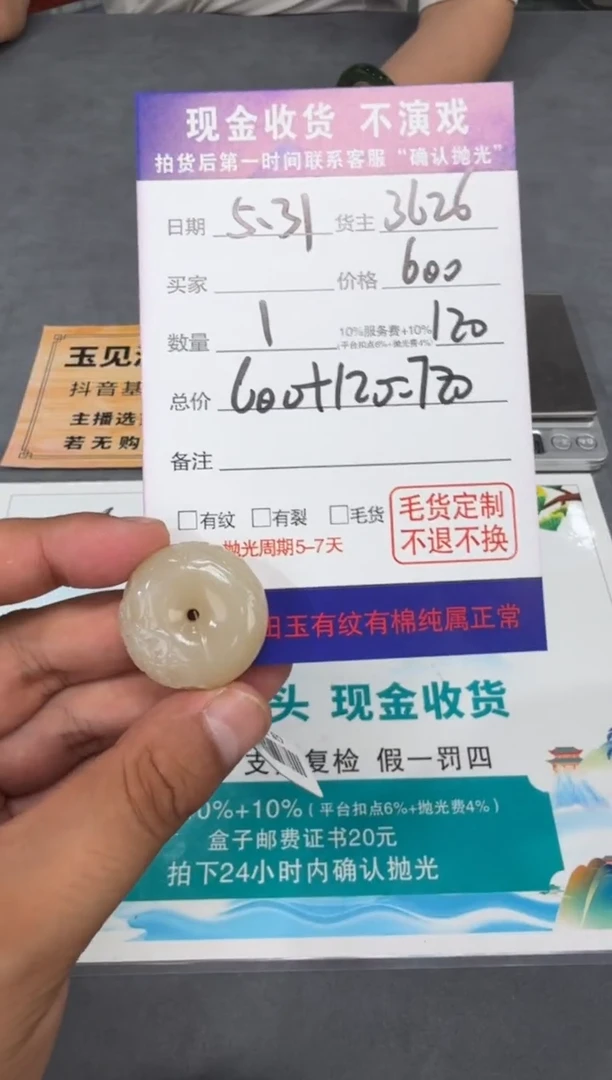 现金收货 不演戏
拍货后第一时间联系客服“确认抛光”
日期 5.31 货主 3626
买家 价格 600
数量 1 10%服务费+10% 120
(平台扣点6%+抛光费4%)
总价 600+120=720
备注
有纹 有裂 毛货
毛货定制
不退不换
抛光周期5-7天
田玉有纹有棉纯属正常
玉见
抖音基
主播选
若无购
头 现金收货
支 复检 假一罚四
0%+10%(平台扣点6%+抛光费4%)
盒子邮费证书20元
拍下24小时内确认抛光